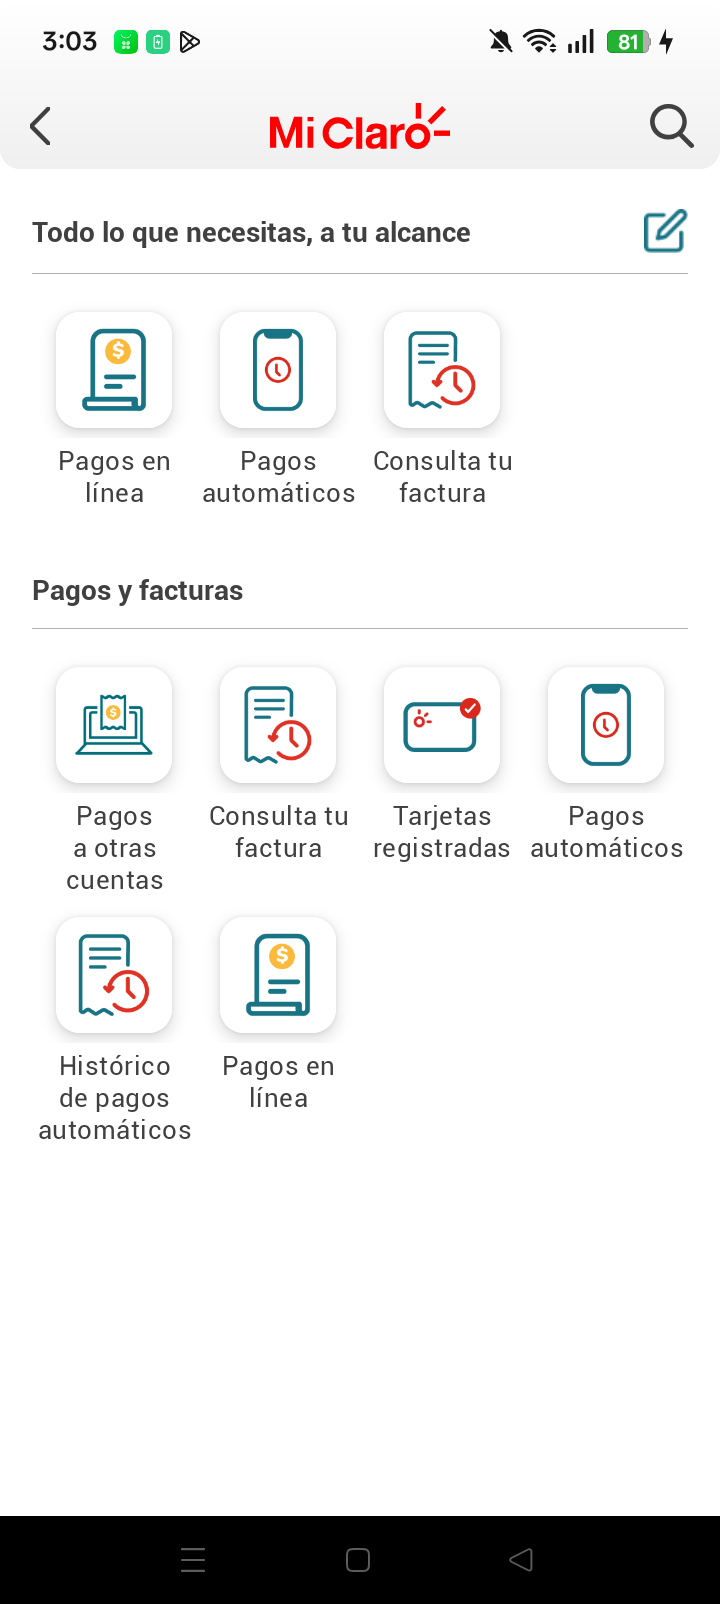 3:03
81
Mi Claro
Todo lo que necesitas, a tu alcance
Pagos en
línea
Pagos
automáticos
Consulta tu
factura
Pagos y facturas
Pagos
a otras
cuentas
Consulta tu
factura
Tarjetas
registradas
Pagos
automáticos
Histórico
de pagos
automáticos
Pagos en
línea